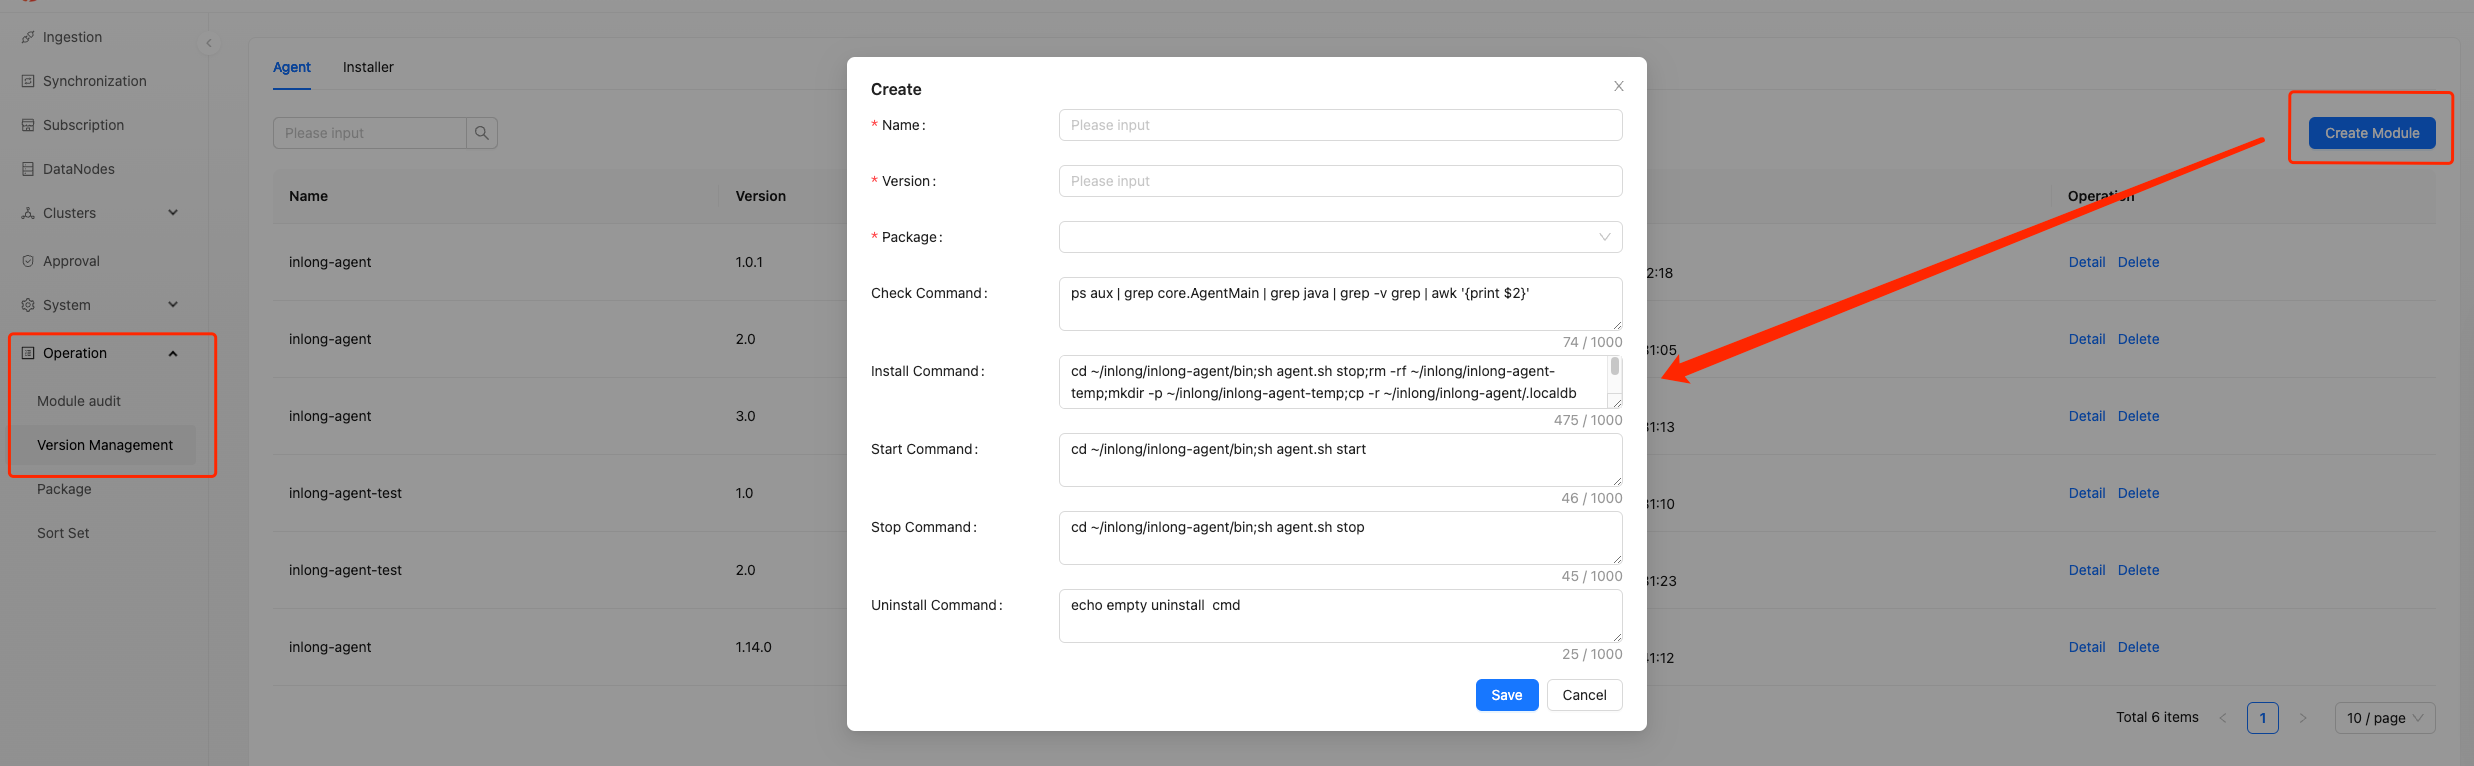 Ingestion
Synchronization
Subscription
DataNodes
Clusters
Approval
System
Operation
Module audit
Version Management
Package
Sort Set
Agent Installer
Please input
Create Module
Name Version Operation
inlong-agent 1.0.1 2:18 Detail Delete
inlong-agent 2.0 31:05 Detail Delete
inlong-agent 3.0 31:13 Detail Delete
inlong-agent-test 1.0 31:10 Detail Delete
inlong-agent-test 2.0 31:23 Detail Delete
inlong-agent 1.14.0 41:12 Detail Delete
Total 6 items 1 10 / page
Create
* Name: Please input
* Version: Please input
* Package:
Check Command: ps aux | grep core.AgentMain | grep java | grep -v grep | awk '{print $2}'
74 / 1000
Install Command: cd ~/inlong/inlong-agent/bin;sh agent.sh stop;rm -rf ~/inlong/inlong-agent-
temp;mkdir -p ~/inlong/inlong-agent-temp;cp -r ~/inlong/inlong-agent/.localdb
475 / 1000
Start Command: cd ~/inlong/inlong-agent/bin;sh agent.sh start
46 / 1000
Stop Command: cd ~/inlong/inlong-agent/bin;sh agent.sh stop
45 / 1000
Uninstall Command: echo empty uninstall  cmd
25 / 1000
Save Cancel